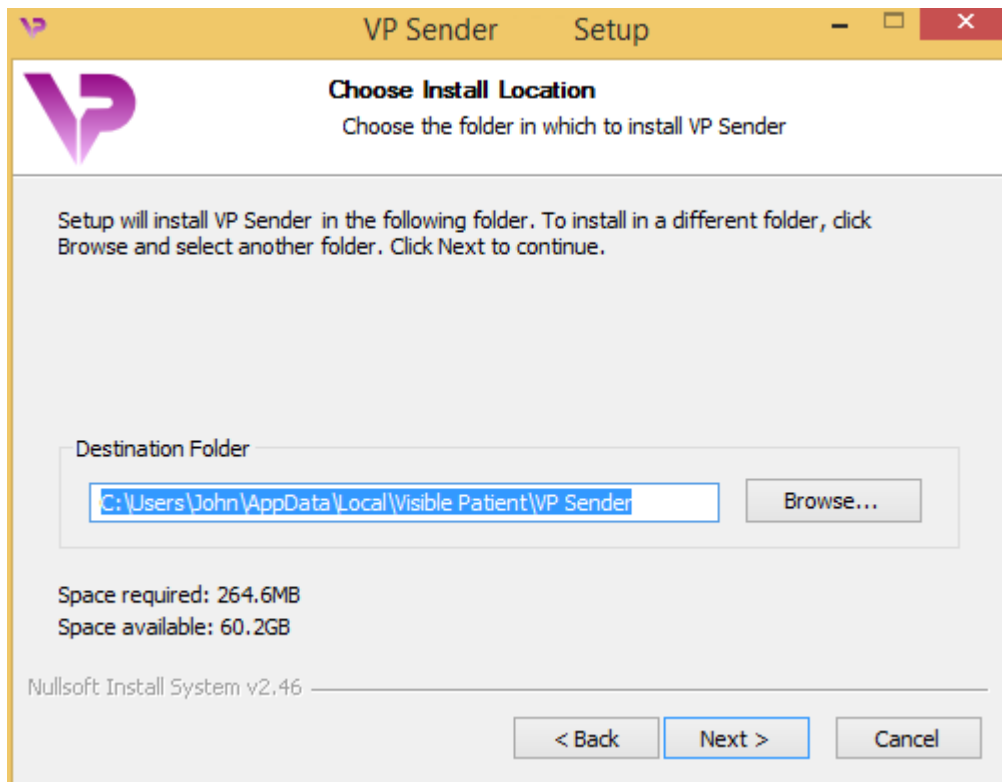 VP Sender Setup
VP
Choose Install Location
Choose the folder in which to install VP Sender
Setup will install VP Sender in the following folder. To install in a different folder, click
Browse and select another folder. Click Next to continue.
Destination Folder
C:\Users\John\AppData\Local\Visible Patient\VP Sender
Browse...
Space required: 264.6MB
Space available: 60.2GB
Nullsoft Install System v2.46
< Back Next > Cancel